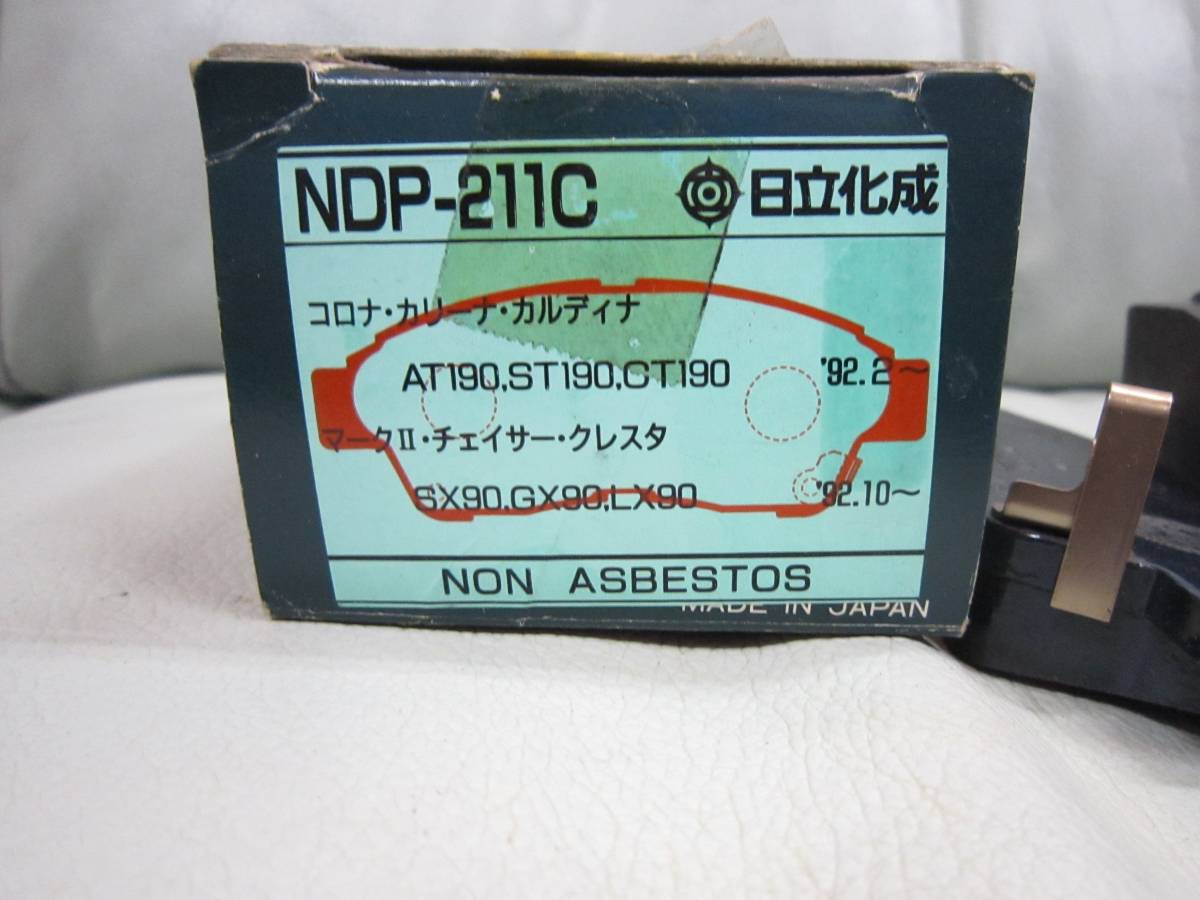 NDP-211C 日立化成
コロナ・カリーナ・カルディナ
AT190,ST190,CT190 '92.2~
マークII・チェイサー・クレスタ
SX90,GX90,LX90 '92.10~
NON ASBESTOS
MADE IN JAPAN